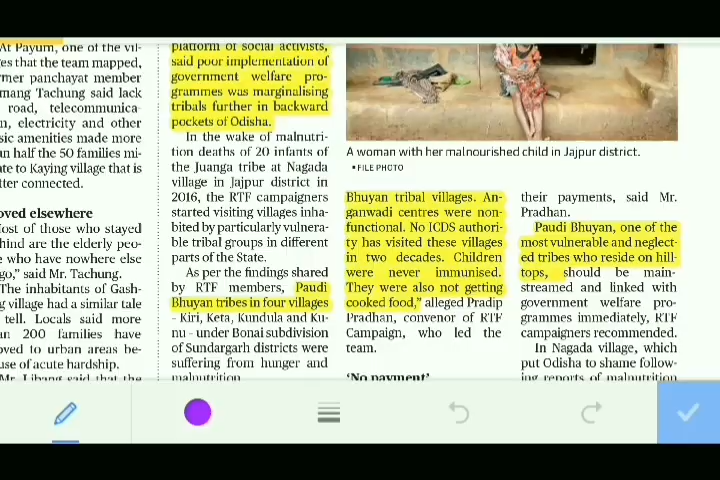 At Payum, one of the vil-
ges that the team mapped,
rmer panchayat member
mang Tachung said lack
road, telecommunica-
n, electricity and other
sic amenities made more
an half the 50 families mi-
ate to Kaying village that is
tter connected.
oved elsewhere
ost of those who stayed
hind are the elderly peo-
e who have nowhere else
go," said Mr. Tachung.
The inhabitants of Gash-
g village had a similar tale
tell. Locals said more
an 200 families have
oved to urban areas be-
use of acute hardship.
Mr. Libang said that the
platform of social activists,
said poor implementation of
government welfare pro-
grammes was marginalising
tribals further in backward
pockets of Odisha.
In the wake of malnutri-
tion deaths of 20 infants of
the Juanga tribe at Nagada
village in Jajpur district in
2016, the RTF campaigners
started visiting villages inha-
bited by particularly vulnera-
ble tribal groups in different
parts of the State.
As per the findings shared
by RTF members, Paudi
Bhuyan tribes in four villages
- Kiri, Keta, Kundula and Ku-
nu - under Bonai subdivision
of Sundargarh districts were
suffering from hunger and
malnutrition
A woman with her malnourished child in Jajpur district.
• FILE PHOTO
Bhuyan tribal villages. An-
ganwadi centres were non-
functional. No ICDS authori-
ty has visited these villages
in two decades. Children
were never immunised.
They were also not getting
cooked food," alleged Pradip
Pradhan, convenor of RTF
Campaign, who led the
team.
'No payment'
their payments, said Mr.
Pradhan.
Paudi Bhuyan, one of the
most vulnerable and neglect-
ed tribes who reside on hill-
tops, should be main-
streamed and linked with
government welfare pro-
grammes immediately, RTF
campaigners recommended.
In Nagada village, which
put Odisha to shame follow-
ing reports of malnutrition